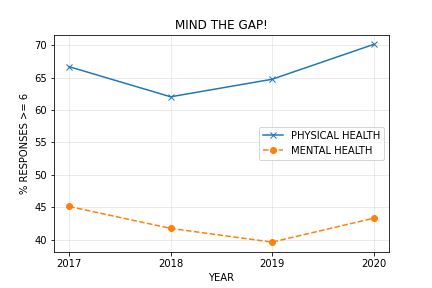 MIND THE GAP!
% RESPONSES >= 6
70
65
60
55
50
45
40
PHYSICAL HEALTH
MENTAL HEALTH
2017 2018 2019 2020
YEAR